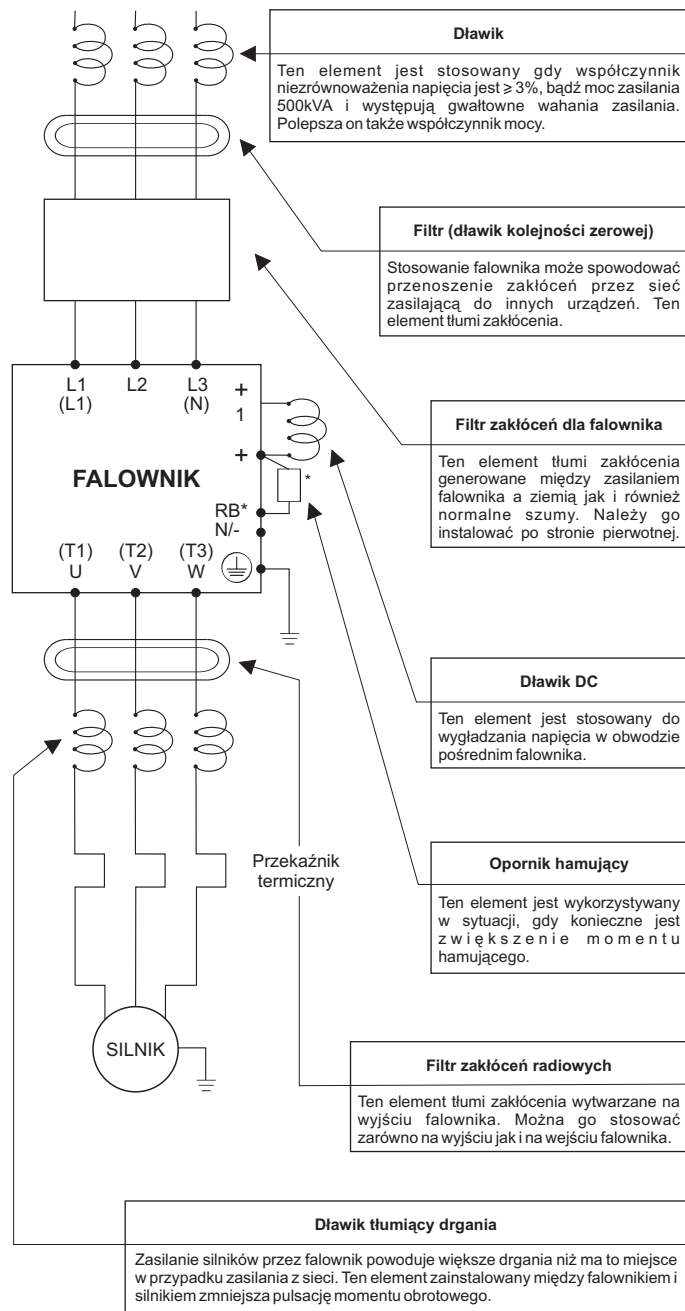 Dławik
Ten element jest stosowany gdy współczynnik
niezrównoważenia napięcia jest ≥ 3%, bądź moc zasilania
500kVA i występują gwałtowne wahania zasilania.
Polepsza on także współczynnik mocy.
Filtr (dławik kolejności zerowej)
Stosowanie falownika może spowodować
przenoszenie zakłóceń przez sieć
zasilającą do innych urządzeń. Ten
element tłumi zakłócenia.
L1 L2 L3 +
(L1) (N) 1
+
FALOWNIK
*
RB*
N/-
(T1) (T2) (T3)
U V W
Filtr zakłóceń dla falownika
Ten element tłumi zakłócenia
generowane między zasilaniem
falownika a ziemią jak i również
normalne szumy. Należy go
instalować po stronie pierwotnej.
Dławik DC
Ten element jest stosowany do
wygładzania napięcia w obwodzie
pośrednim falownika.
Przekaźnik
termiczny
Opornik hamujący
Ten element jest wykorzystywany
w sytuacji, gdy konieczne jest
zwiększenie momentu
hamującego.
SILNIK
Filtr zakłóceń radiowych
Ten element tłumi zakłócenia wytwarzane na
wyjściu falownika. Można go stosować
zarówno na wyjściu jak i na wejściu falownika.
Dławik tłumiący drgania
Zasilanie silników przez falownik powoduje większe drgania niż ma to miejsce
w przypadku zasilania z sieci. Ten element zainstalowany między falownikiem i
silnikiem zmniejsza pulsację momentu obrotowego.